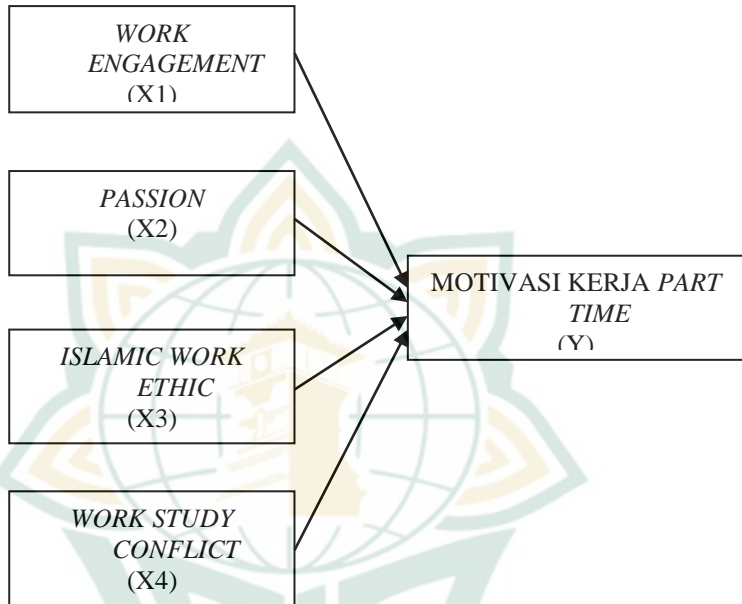 WORK
ENGAGEMENT
(X1)
PASSION
(X2)
MOTIVASI KERJA PART
TIME
(Y)
ISLAMIC WORK
ETHIC
(X3)
WORK STUDY
CONFLICT
(X4)